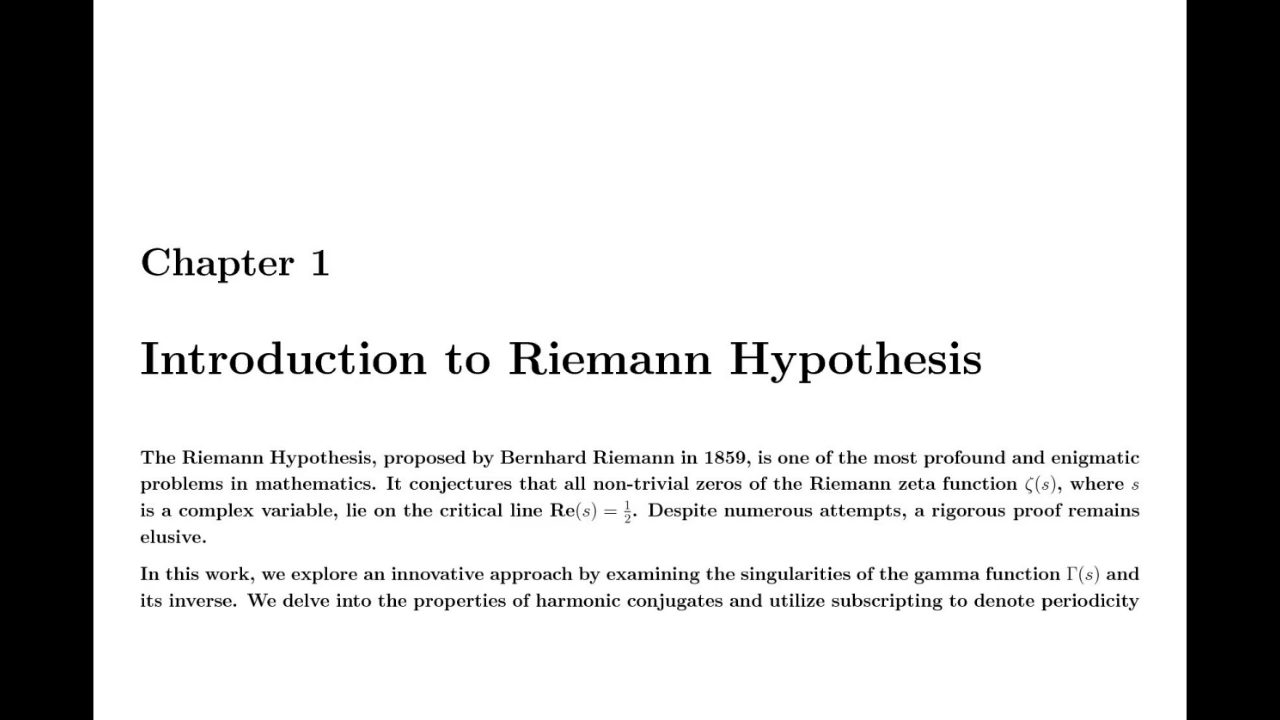 Chapter 1
Introduction to Riemann Hypothesis
The Riemann Hypothesis, proposed by Bernhard Riemann in 1859, is one of the most profound and enigmatic
problems in mathematics. It conjectures that all non-trivial zeros of the Riemann zeta function ζ(s), where s
is a complex variable, lie on the critical line Re(s) = 1/2. Despite numerous attempts, a rigorous proof remains
elusive.
In this work, we explore an innovative approach by examining the singularities of the gamma function Γ(s) and
its inverse. We delve into the properties of harmonic conjugates and utilize subscripting to denote periodicity